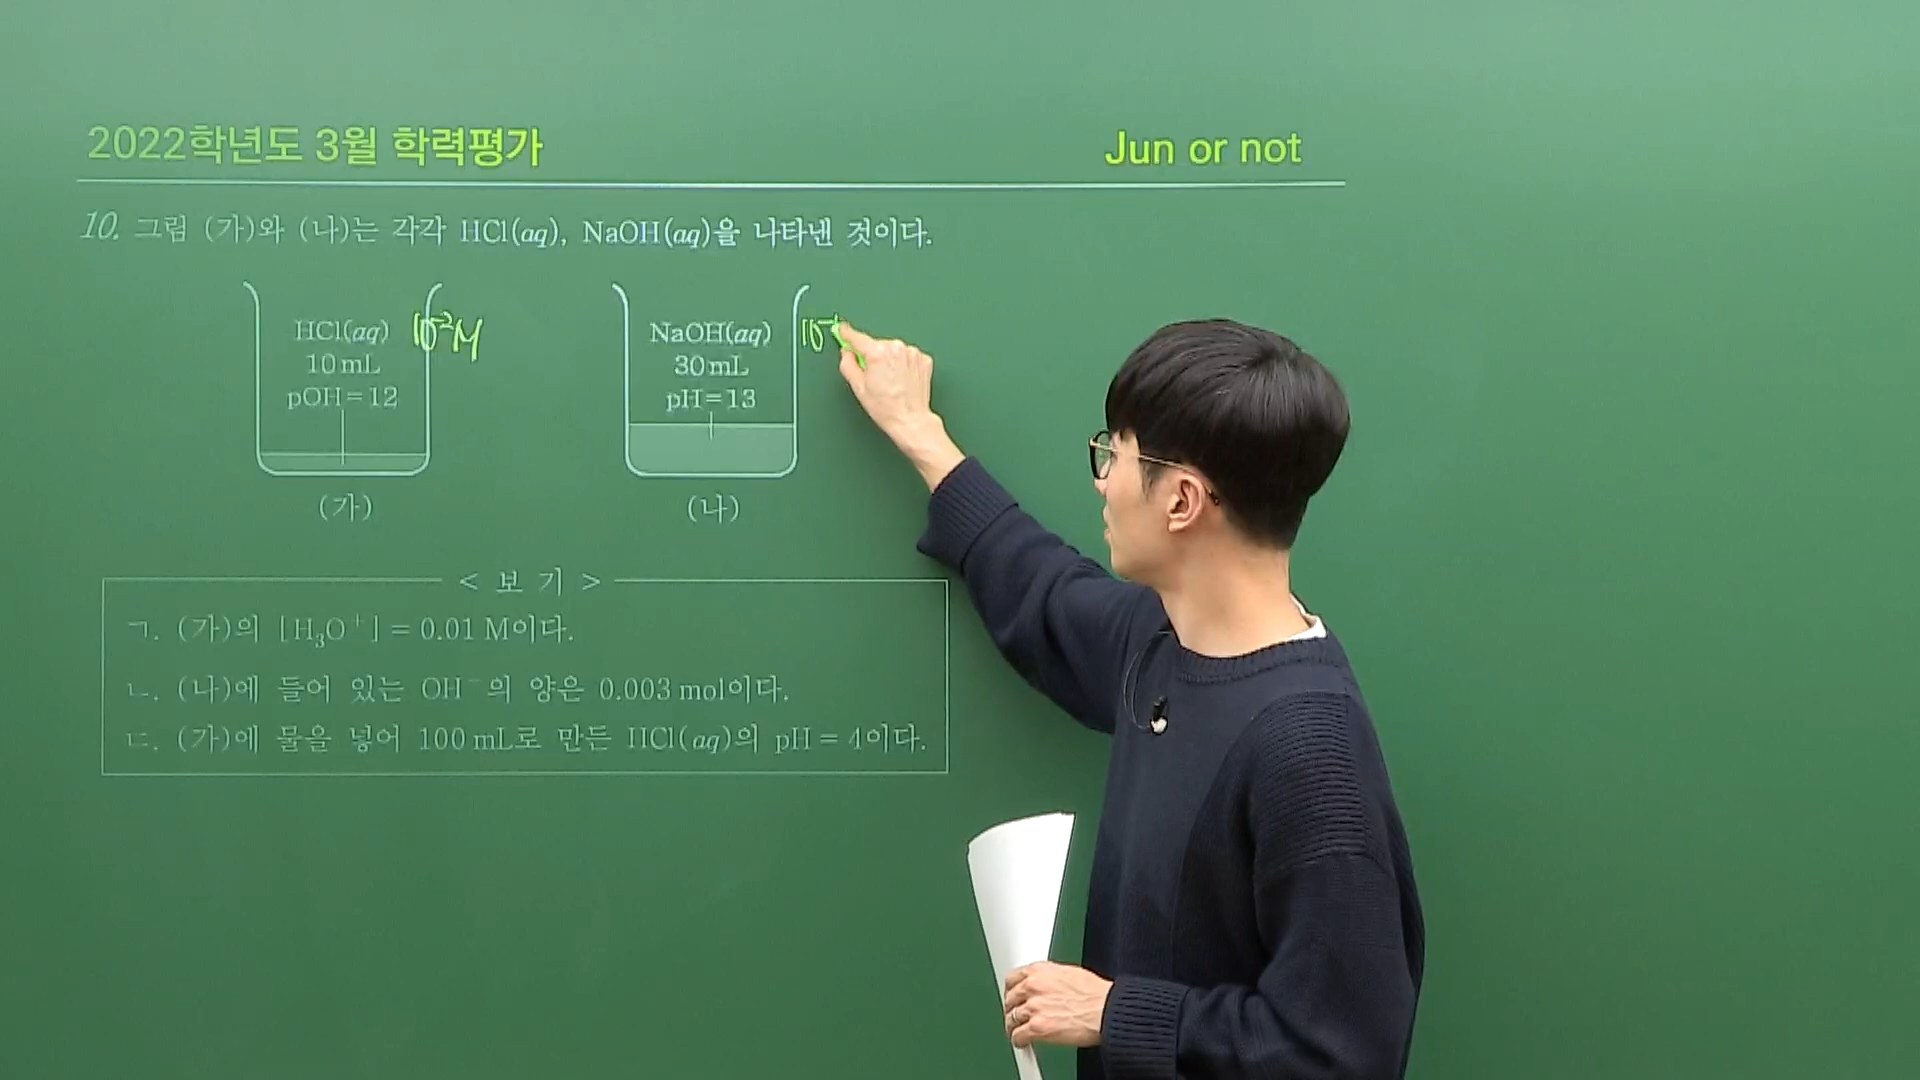 2022학년도 3월 학력평가
Jun or not
10. 그림 (가)와 (나)는 각각 HCl(aq), NaOH(aq)을 나타낸 것이다.
HCl(aq)
10 mL
pOH = 12
10⁻²M
(가)
NaOH(aq)
30 mL
pH = 13
10⁻¹
(나)
< 보 기 >
ㄱ. (가)의 [H₃O⁺] = 0.01 M이다.
ㄴ. (나)에 들어 있는 OH⁻의 양은 0.003 mol이다.
ㄷ. (가)에 물을 넣어 100 mL로 만든 HCl(aq)의 pH = 4이다.